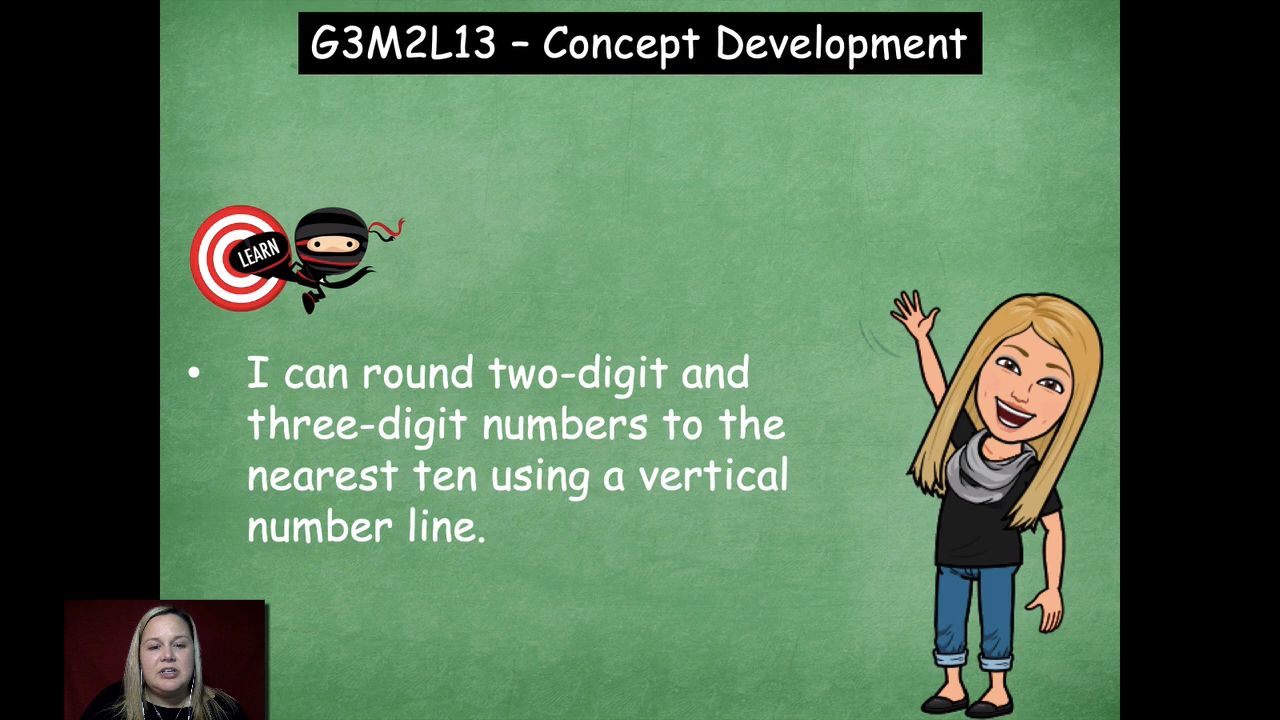 G3M2L13 – Concept Development
LEARN
• I can round two-digit and
three-digit numbers to the
nearest ten using a vertical
number line.